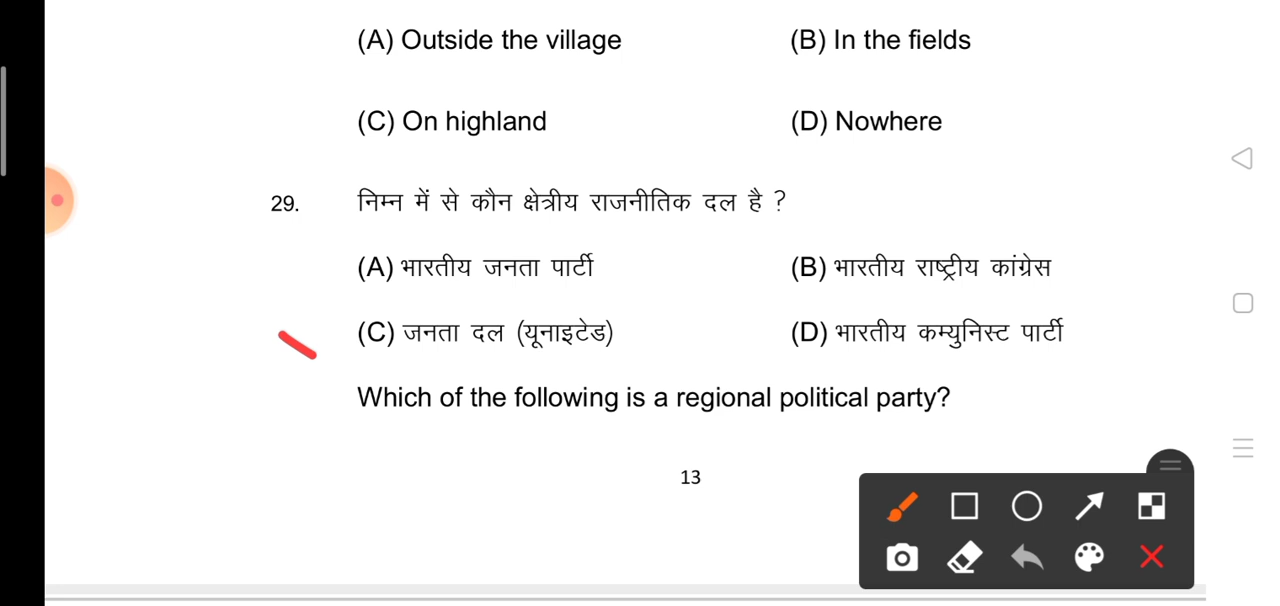 (A) Outside the village (B) In the fields
(C) On highland (D) Nowhere
29. निम्न में से कौन क्षेत्रीय राजनीतिक दल है ?
(A) भारतीय जनता पार्टी (B) भारतीय राष्ट्रीय कांग्रेस
(C) जनता दल (यूनाइटेड) (D) भारतीय कम्युनिस्ट पार्टी
Which of the following is a regional political party?
13